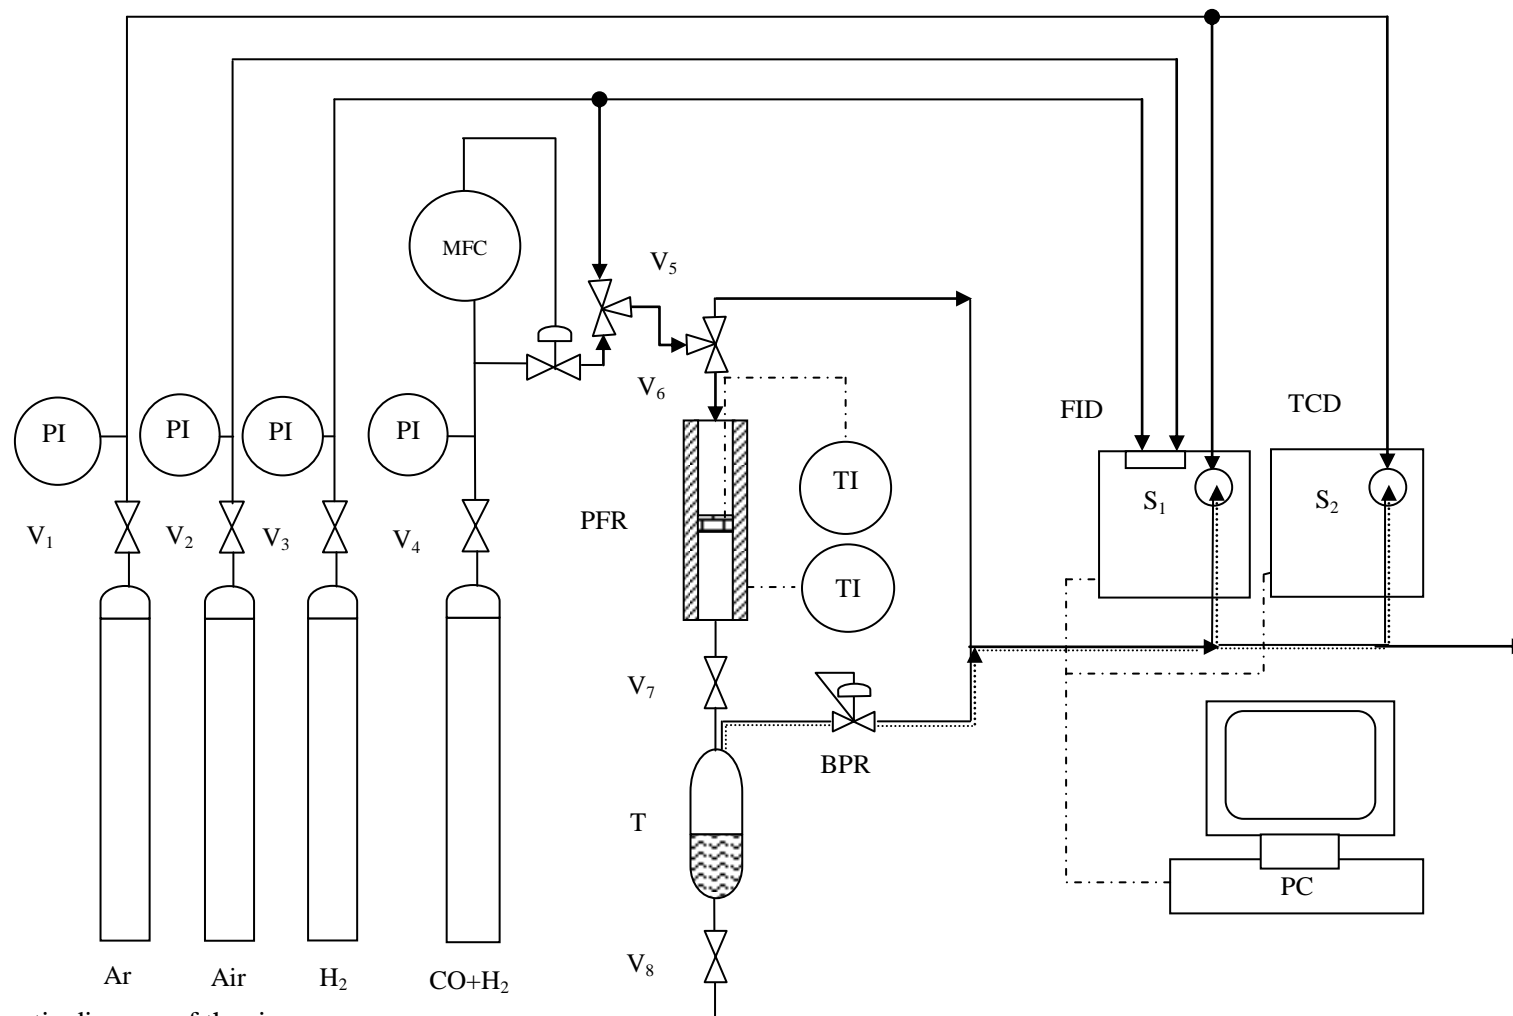 MFC
V5
V6
FID
TCD
PI
PI
PI
PI
TI
S1
S2
V1
V2
V3
V4
PFR
TI
V7
BPR
T
PC
V8
Ar
Air
H2
CO+H2